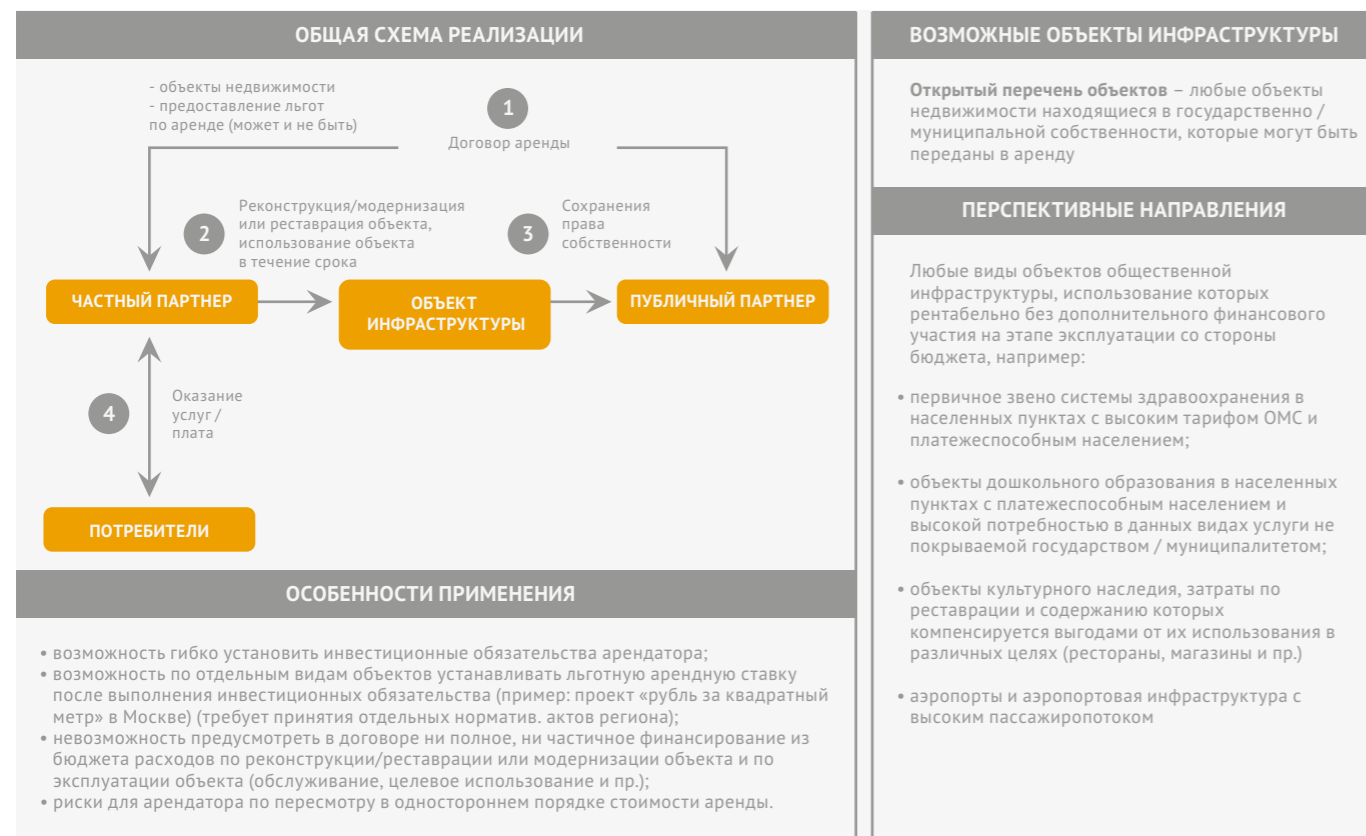 ОБЩАЯ СХЕМА РЕАЛИЗАЦИИ
- объекты недвижимости
- предоставление льгот
по аренде (может и не быть)
1
Договор аренды
2
Реконструкция/модернизация
или реставрация объекта,
использование объекта
в течение срока
3
Сохранения
права
собственности
ЧАСТНЫЙ ПАРТНЕР
ОБЪЕКТ
ИНФРАСТРУКТУРЫ
ПУБЛИЧНЫЙ ПАРТНЕР
4
Оказание
услуг /
плата
ПОТРЕБИТЕЛИ
ОСОБЕННОСТИ ПРИМЕНЕНИЯ
• возможность гибко установить инвестиционные обязательства арендатора;
• возможность по отдельным видам объектов устанавливать льготную арендную ставку
после выполнения инвестиционных обязательства (пример: проект «рубль за квадратный
метр» в Москве) (требует принятия отдельных норматив. актов региона);
• невозможность предусмотреть в договоре ни полное, ни частичное финансирование из
бюджета расходов по реконструкции/реставрации или модернизации объекта и по
эксплуатации объекта (обслуживание, целевое использование и пр.);
• риски для арендатора по пересмотру в одностороннем порядке стоимости аренды.
ВОЗМОЖНЫЕ ОБЪЕКТЫ ИНФРАСТРУКТУРЫ
Открытый перечень объектов – любые объекты
недвижимости находящиеся в государственно /
муниципальной собственности, которые могут быть
переданы в аренду
ПЕРСПЕКТИВНЫЕ НАПРАВЛЕНИЯ
Любые виды объектов общественной
инфраструктуры, использование которых
рентабельно без дополнительного финансового
участия на этапе эксплуатации со стороны
бюджета, например:
• первичное звено системы здравоохранения в
населенных пунктах с высоким тарифом ОМС и
платежеспособным населением;
• объекты дошкольного образования в населенных
пунктах с платежеспособным населением и
высокой потребностью в данных видах услуги не
покрываемой государством / муниципалитетом;
• объекты культурного наследия, затраты по
реставрации и содержанию которых
компенсируется выгодами от их использования в
различных целях (рестораны, магазины и пр.)
• аэропорты и аэропортовая инфраструктура с
высоким пассажиропотоком